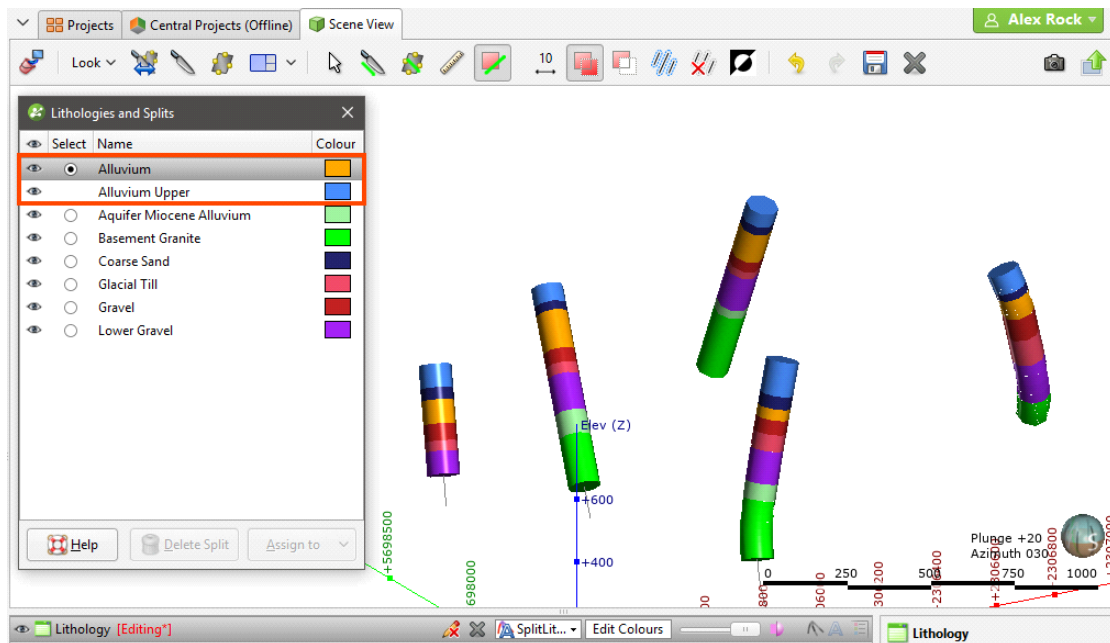 Projects
Central Projects (Offline)
Scene View
Alex Rock
Look
10
Lithologies and Splits
Select Name Colour
Alluvium
Alluvium Upper
Aquifer Miocene Alluvium
Basement Granite
Coarse Sand
Glacial Till
Gravel
Lower Gravel
Help
Delete Split
Assign to
Elev (Z)
+600
+400
+5698500
698000
Plunge +20
Azimuth 030
S
0 250 500 750 1000
Lithology [Editing*]
SplitLit...
Edit Colours
Lithology